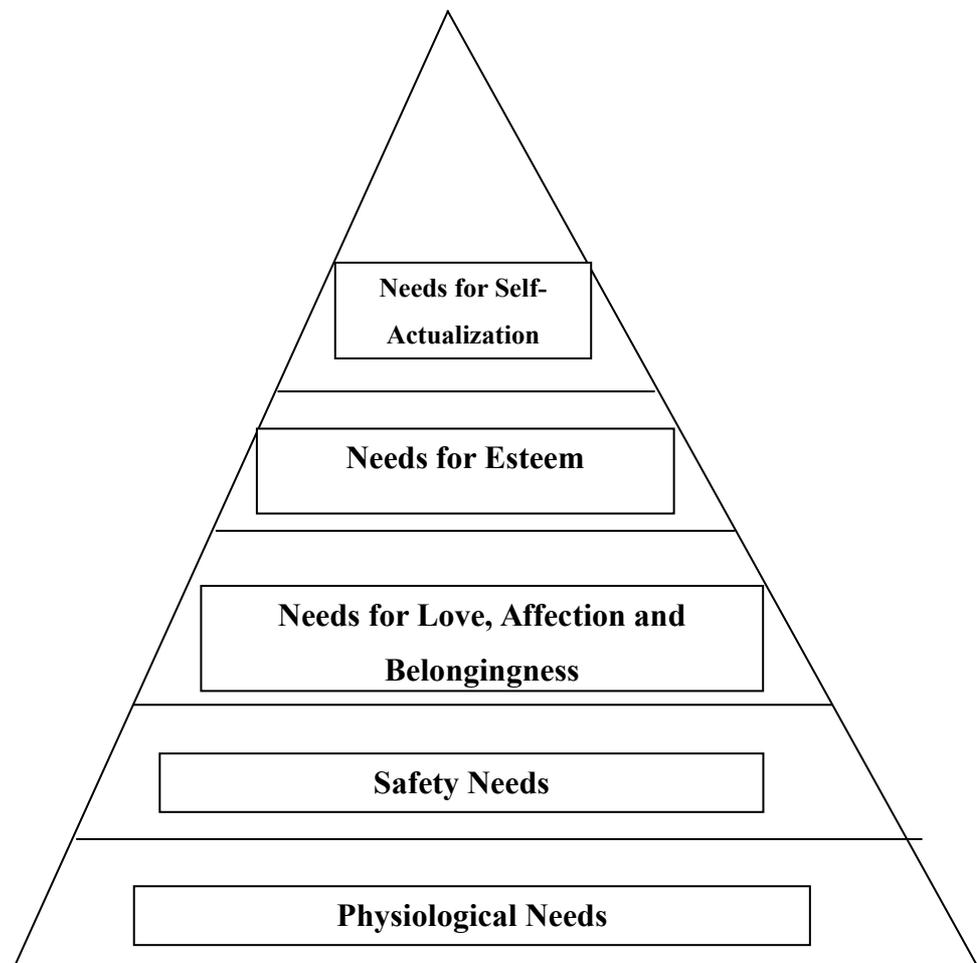 Needs for Self-
Actualization
Needs for Esteem
Needs for Love, Affection and
Belongingness
Safety Needs
Physiological Needs